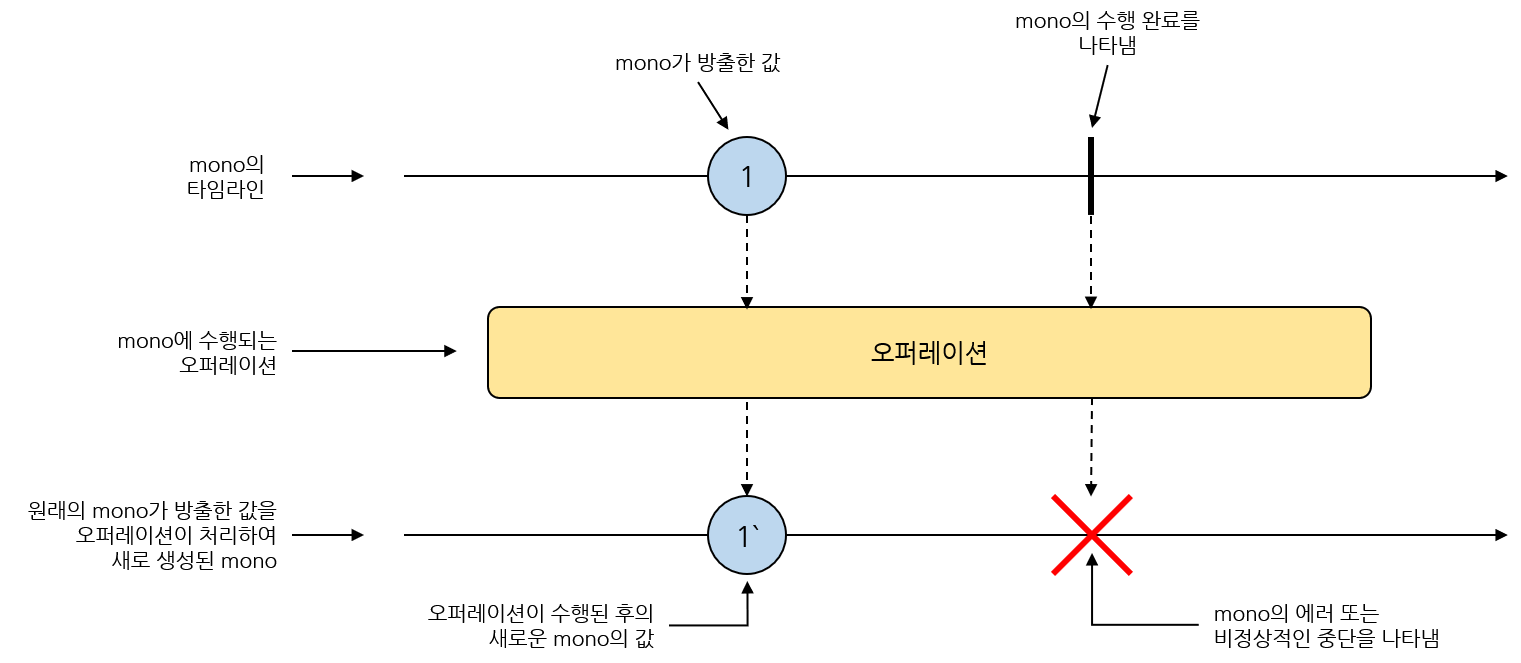 mono의 수행 완료를
나타냄
mono가 방출한 값
mono의
타임라인
1
mono에 수행되는
오퍼레이션
오퍼레이션
원래의 mono가 방출한 값을
오퍼레이션이 처리하여
새로 생성된 mono
1`
오퍼레이션이 수행된 후의
새로운 mono의 값
mono의 에러 또는
비정상적인 중단을 나타냄